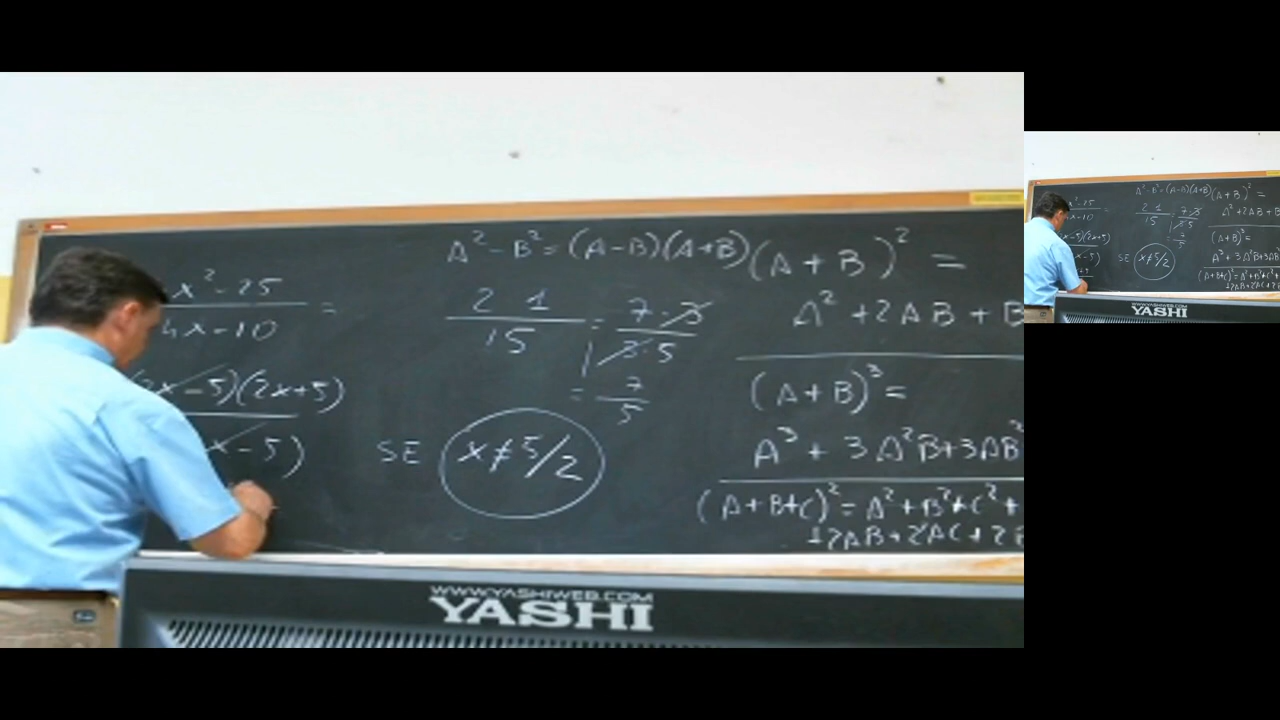 A² - B² = (A-B)(A+B)
(A+B)² =
A² + 2AB + B
x² - 25
4x - 10
=
2 1
15
= 7·3
3·5
= 7
5
(2x-5)(2x+5)
x-5)
SE x≠5/2
(A+B)³ =
A³ + 3A²B + 3AB²
(A+B+C)² = A² + B² + C² +
+2AB + 2AC + 2B
WWW.YASHIWEB.COM
YASHI